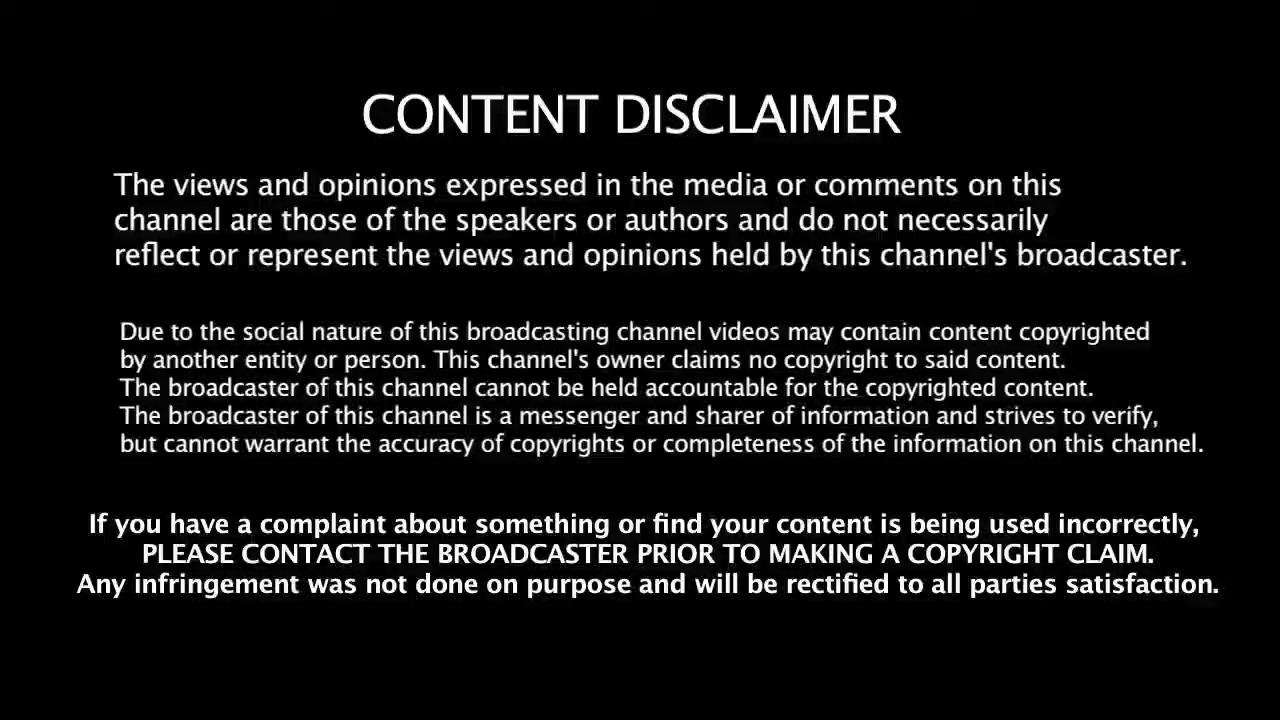 CONTENT DISCLAIMER
The views and opinions expressed in the media or comments on this
channel are those of the speakers or authors and do not necessarily
reflect or represent the views and opinions held by this channel's broadcaster.
Due to the social nature of this broadcasting channel videos may contain content copyrighted
by another entity or person. This channel's owner claims no copyright to said content.
The broadcaster of this channel cannot be held accountable for the copyrighted content.
The broadcaster of this channel is a messenger and sharer of information and strives to verify,
but cannot warrant the accuracy of copyrights or completeness of the information on this channel.
If you have a complaint about something or find your content is being used incorrectly,
PLEASE CONTACT THE BROADCASTER PRIOR TO MAKING A COPYRIGHT CLAIM.
Any infringement was not done on purpose and will be rectified to all parties satisfaction.